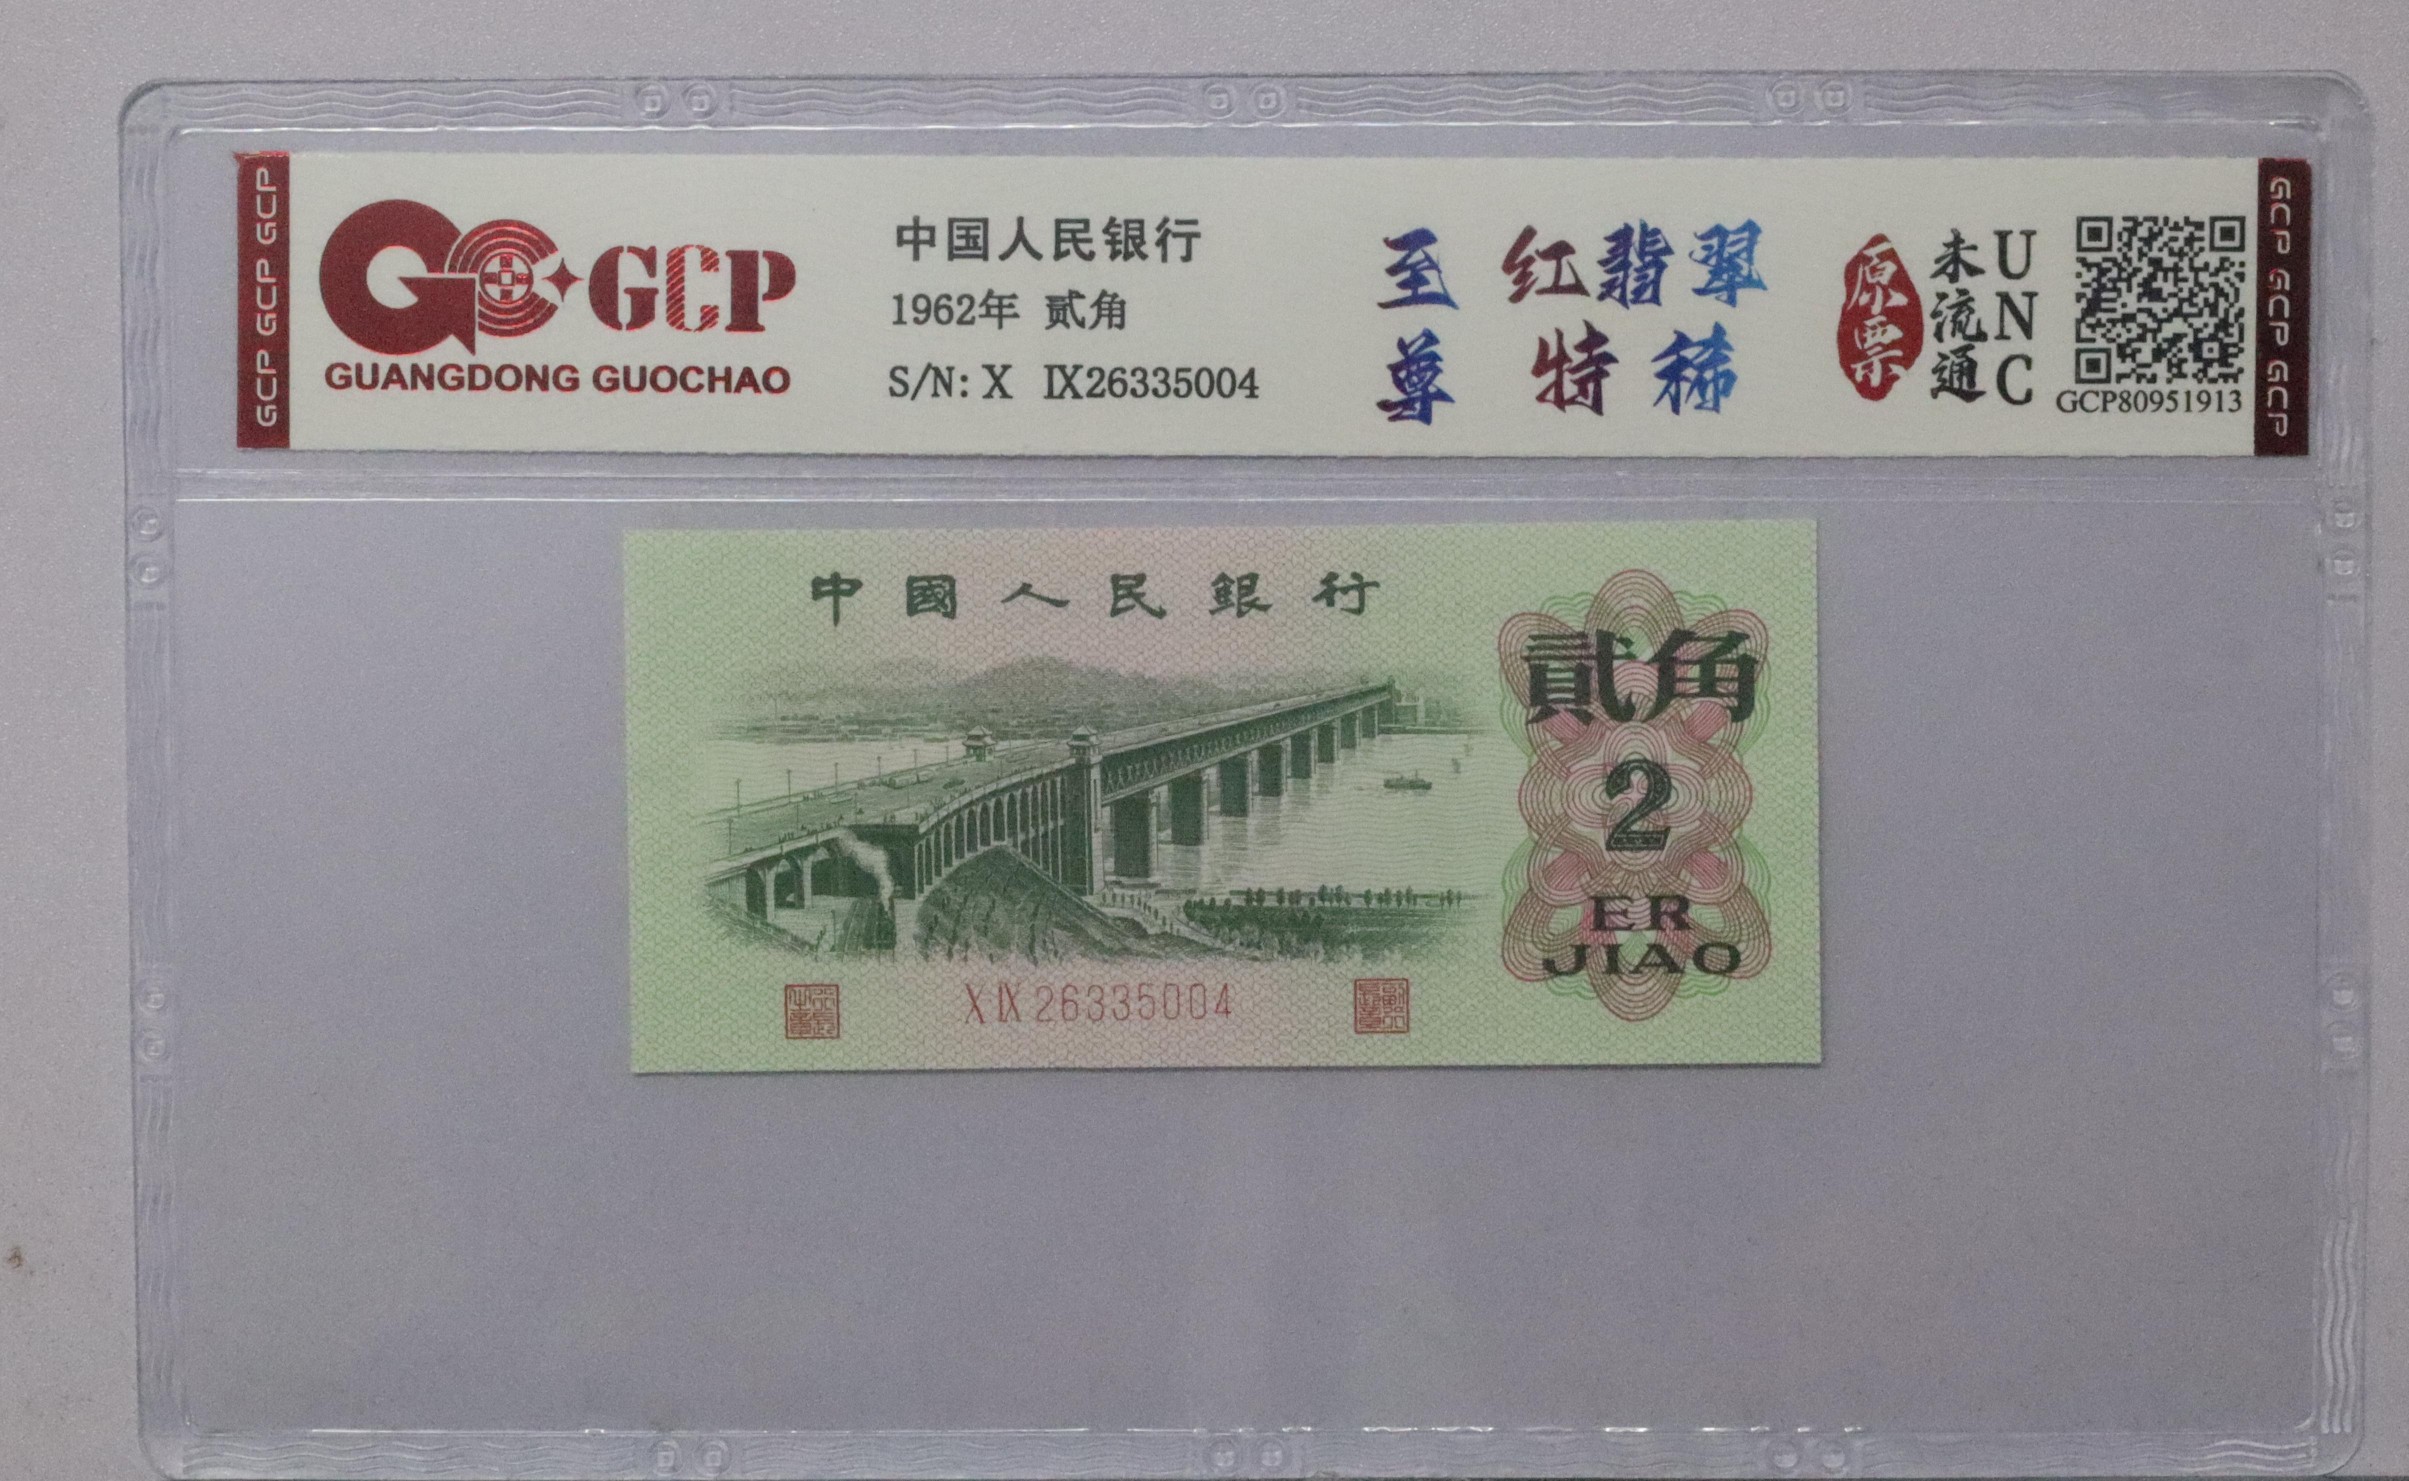 GCP GCP GCP
GCP
GUANGDONG GUOCHAO
中国人民银行
1962年 贰角
S/N: X IX26335004
至尊
红翡翠
特稀
原票
未流通
UNC
GCP80951913
GCP GCP GCP
中國人民銀行
貳角
2
ER
JIAO
X IX 26335004